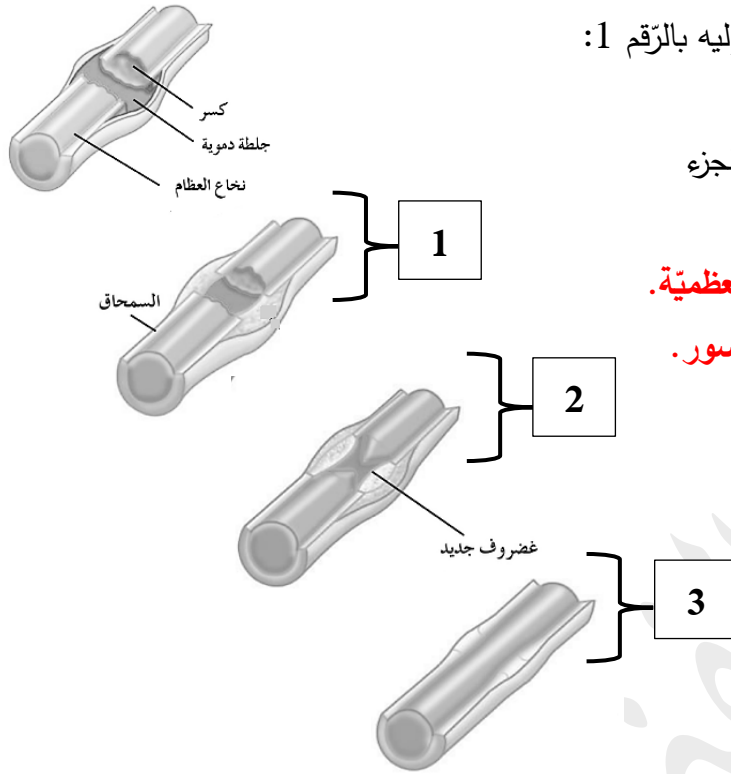 ليه بالرّقم 1:
كسر
جلطة دموية
جزء
نخاع العظام
1
عظميّة.
السمحاق
سور.
2
غضروف جديد
3